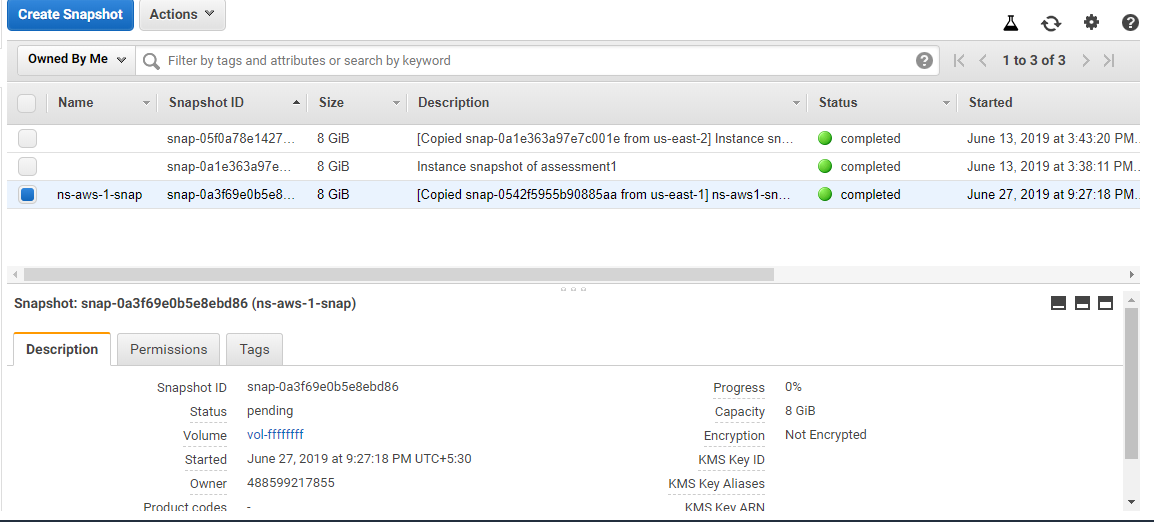 Create Snapshot Actions
Owned By Me Filter by tags and attributes or search by keyword 1 to 3 of 3
Name Snapshot ID Size Description Status Started
snap-05f0a78e1427... 8 GiB [Copied snap-0a1e363a97e7c001e from us-east-2] Instance sn... completed June 13, 2019 at 3:43:20 PM...
snap-0a1e363a97e... 8 GiB Instance snapshot of assessment1 completed June 13, 2019 at 3:38:11 PM...
ns-aws-1-snap snap-0a3f69e0b5e8... 8 GiB [Copied snap-0542f5955b90885aa from us-east-1] ns-aws1-sn... completed June 27, 2019 at 9:27:18 PM...
Snapshot: snap-0a3f69e0b5e8ebd86 (ns-aws-1-snap)
Description Permissions Tags
Snapshot ID snap-0a3f69e0b5e8ebd86 Progress 0%
Status pending Capacity 8 GiB
Volume vol-ffffffff Encryption Not Encrypted
Started June 27, 2019 at 9:27:18 PM UTC+5:30 KMS Key ID
Owner 488599217855 KMS Key Aliases
Product codes - KMS Key ARN